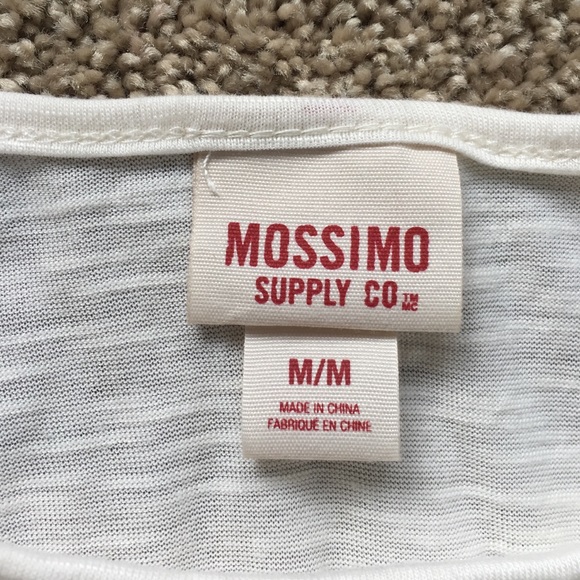 MOSSIMO
SUPPLY CO. TM
MC
M/M
MADE IN CHINA
FABRIQUÉ EN CHINE